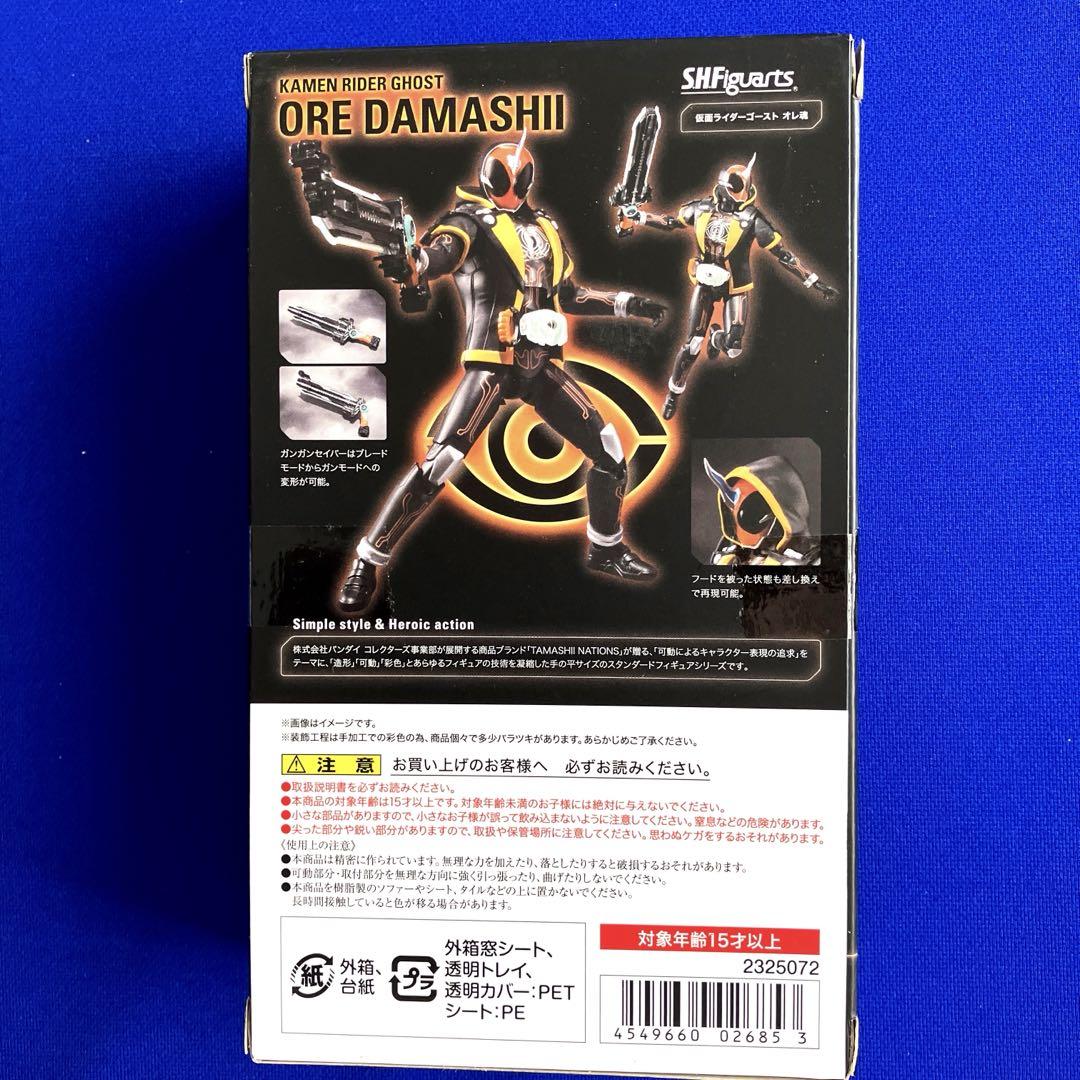 KAMEN RIDER GHOST
ORE DAMASHII
S.H.Figuarts®
仮面ライダーゴースト オレ魂
ガンガンセイバーはブレード
モードからガンモードへの
変形が可能。
フードを被った状態も差し換え
で再現可能。
Simple style & Heroic action
株式会社バンダイ コレクターズ事業部が展開する商品ブランド「TAMASHII NATIONS」が贈る、「可動によるキャラクター表現の追求」を
テーマに、「造形」「可動」「彩色」とあらゆるフィギュアの技術を凝縮した手の平サイズのスタンダードフィギュアシリーズです。
※画像はイメージです。
※装飾工程は手加工での彩色の為、商品個々で多少バラツキがあります。あらかじめご了承ください。
⚠ 注 意 お買い上げのお客様へ 必ずお読みください。
●取扱説明書を必ずお読みください。
●本商品の対象年齢は15才以上です。対象年齢未満のお子様には絶対に与えないでください。
●小さな部品がありますので、小さなお子様が誤って飲み込まないように注意してください。窒息などの危険があります。
●尖った部分や鋭い部分がありますので、取扱や保管場所に注意してください。思わぬケガをするおそれがあります。
〈使用上の注意〉
●本商品は精密に作られています。無理な力を加えたり、落としたりすると破損するおそれがあります。
●可動部分・取付部分を無理な方向に強く引っ張ったり、曲げたりしないでください。
●本商品を樹脂製のソファーやシート、タイルなどの上に置かないでください。
長時間接触していると色が移る場合があります。
紙 外箱、
台紙
プラ 外箱窓シート、
透明トレイ、
透明カバー:PET
シート:PE
対象年齢15才以上
2325072
4549660 02685 3